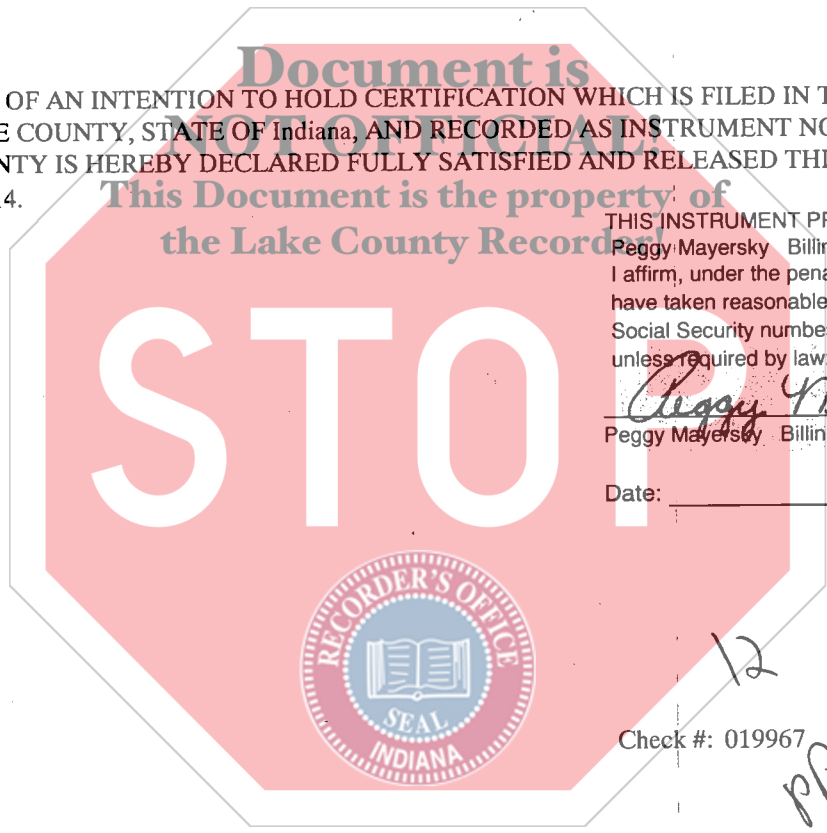 Document is
OF AN INTENTION TO HOLD CERTIFICATION WHICH IS FILED IN T
NOT OFFICIAL!
E COUNTY, STATE OF Indiana, AND RECORDED AS INSTRUMENT NO
NTY IS HEREBY DECLARED FULLY SATISFIED AND RELEASED THI
4.
This Document is the property of
the Lake County Recorder!
THIS INSTRUMENT PR
Peggy Mayersky Billin
I affirm, under the pena
have taken reasonable
Social Security numbe
unless required by law
STOP
Peggy
Peggy Mayersky Billin
Date:
RECORDER'S OFFICE
SEAL
INDIANA
12
Check #: 019967